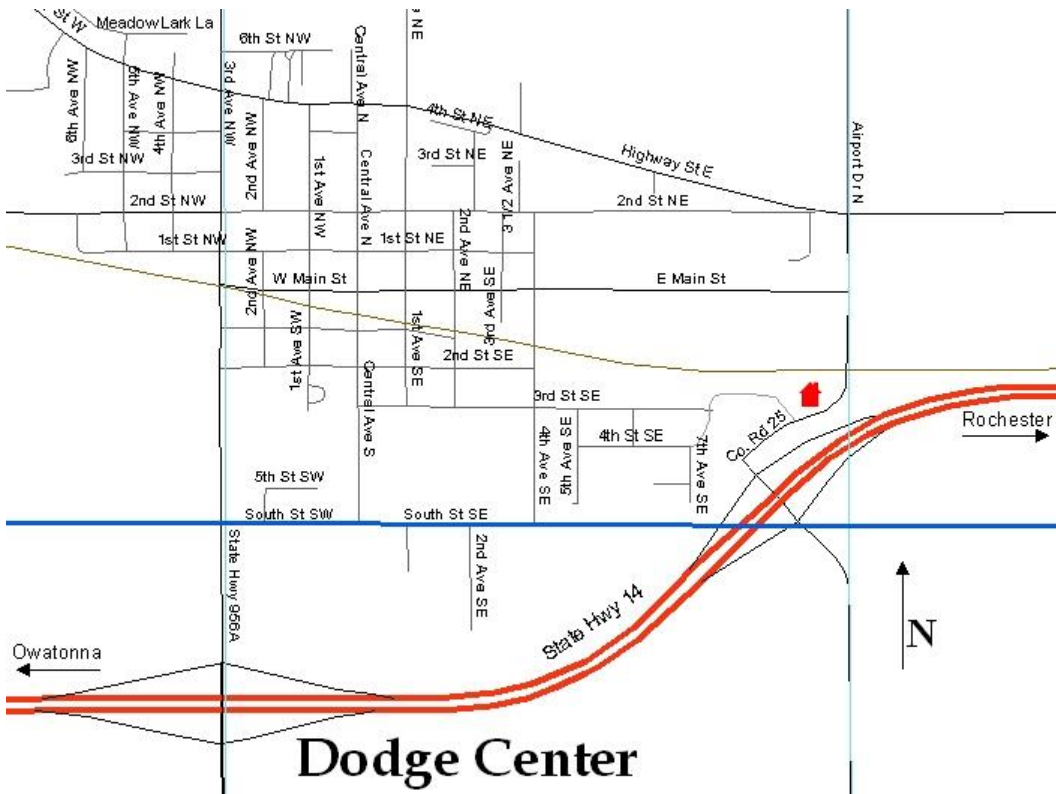 St W
Meadow Lark La
6th St NW
Central Ave N
NE
6th Ave NW
5th Ave NW
4th Ave NW
3rd Ave NW
4th St NE
Airport Dr N
3rd St NW
2nd Ave NW
1st Ave NW
Central Ave N
3rd St NE
3 1/2 Ave NE
Highway St E
2nd St NW
2nd St NE
1st St NW
1st St NE
2nd Ave NE
2nd Ave NW
W Main St
3rd Ave SE
E Main St
1st Ave SW
1st Ave SE
2nd St SE
Central Ave S
3rd St SE
4th Ave SE
5th Ave SE
4th St SE
7th Ave SE
Co. Rd 25
Rochester
5th St SW
South St SW
South St SE
State Hwy 956A
2nd Ave SE
State Hwy 14
N
Owatonna
Dodge Center